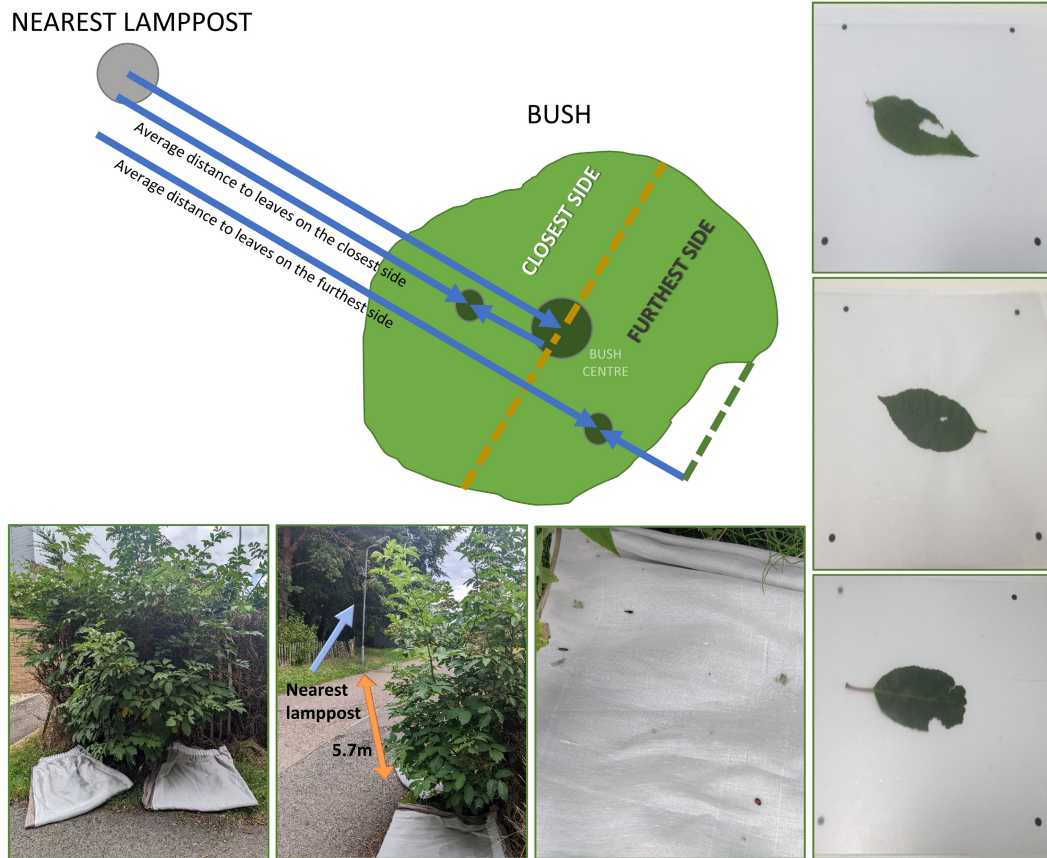 NEAREST LAMPPOST
BUSH
Average distance to leaves on the closest side
Average distance to leaves on the furthest side
CLOSEST SIDE
FURTHEST SIDE
BUSH
CENTRE
Nearest
lamppost
5.7m